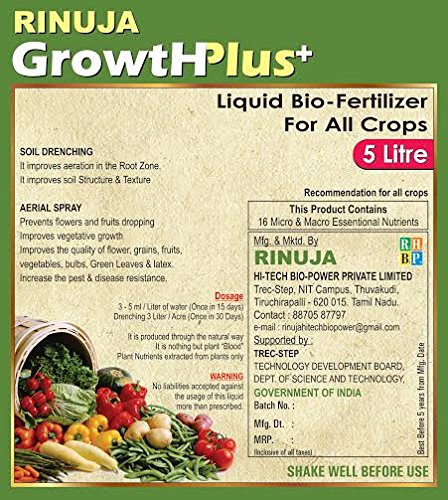 RINUJA
GrowtHPlus+
Liquid Bio-Fertilizer
For All Crops
5 Litre
SOIL DRENCHING
It improves aeration in the Root Zone.
It improves soil Structure & Texture
AERIAL SPRAY
Prevents flowers and fruits dropping
Improves vegetative growth
Improves the quality of flower, grains, fruits,
vegetables, bulbs, Green Leaves & latex.
Increase the pest & disease resistance.
Dosage
3 - 5 ml / Liter of water (Once in 15 days)
Drenching 3 Liter / Acre (Once in 30 Days)
It is produced through the natural way
It is nothing but plant "Blood"
Plant Nutrients extracted from plants only
WARNING
No liabilities accepted against
the usage of this liquid
more than prescribed.
Recommendation for all crops
This Product Contains
16 Micro & Macro Essentional Nutrients
Mfg. & Mktd. By
RINUJA
RH
BP
HI-TECH BIO-POWER PRIVATE LIMITED
Trec-Step, NIT Campus, Thuvakudi,
Tiruchirapalli - 620 015. Tamil Nadu.
Contact : 88705 87797
e-mail : rinujahitechbiopower@gmail.com
Supported by :
TREC-STEP
TECHNOLOGY DEVELOPMENT BOARD,
DEPT. OF SCIENCE AND TECHNOLOGY.
GOVERNMENT OF INDIA
Batch No. :
Mfg. Dt. :
MRP. :
(Inclusive of all taxes)
Best Before 5 years from Mfg. Date
SHAKE WELL BEFORE USE